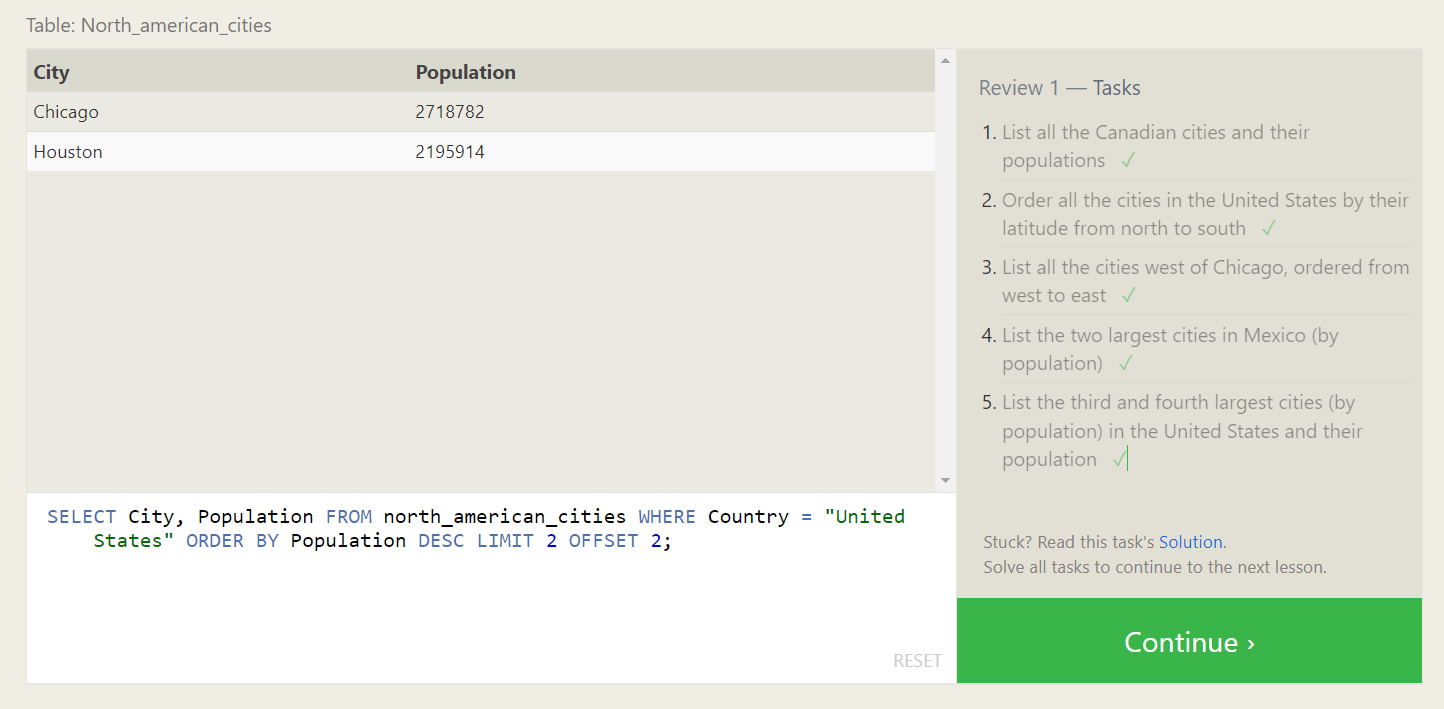 Table: North_american_cities
City Population
Chicago 2718782
Houston 2195914
SELECT City, Population FROM north_american_cities WHERE Country = "United
States" ORDER BY Population DESC LIMIT 2 OFFSET 2;
RESET
Review 1 — Tasks
1. List all the Canadian cities and their
populations ✓
2. Order all the cities in the United States by their
latitude from north to south ✓
3. List all the cities west of Chicago, ordered from
west to east ✓
4. List the two largest cities in Mexico (by
population) ✓
5. List the third and fourth largest cities (by
population) in the United States and their
population ✓
Stuck? Read this task's Solution.
Solve all tasks to continue to the next lesson.
Continue ›